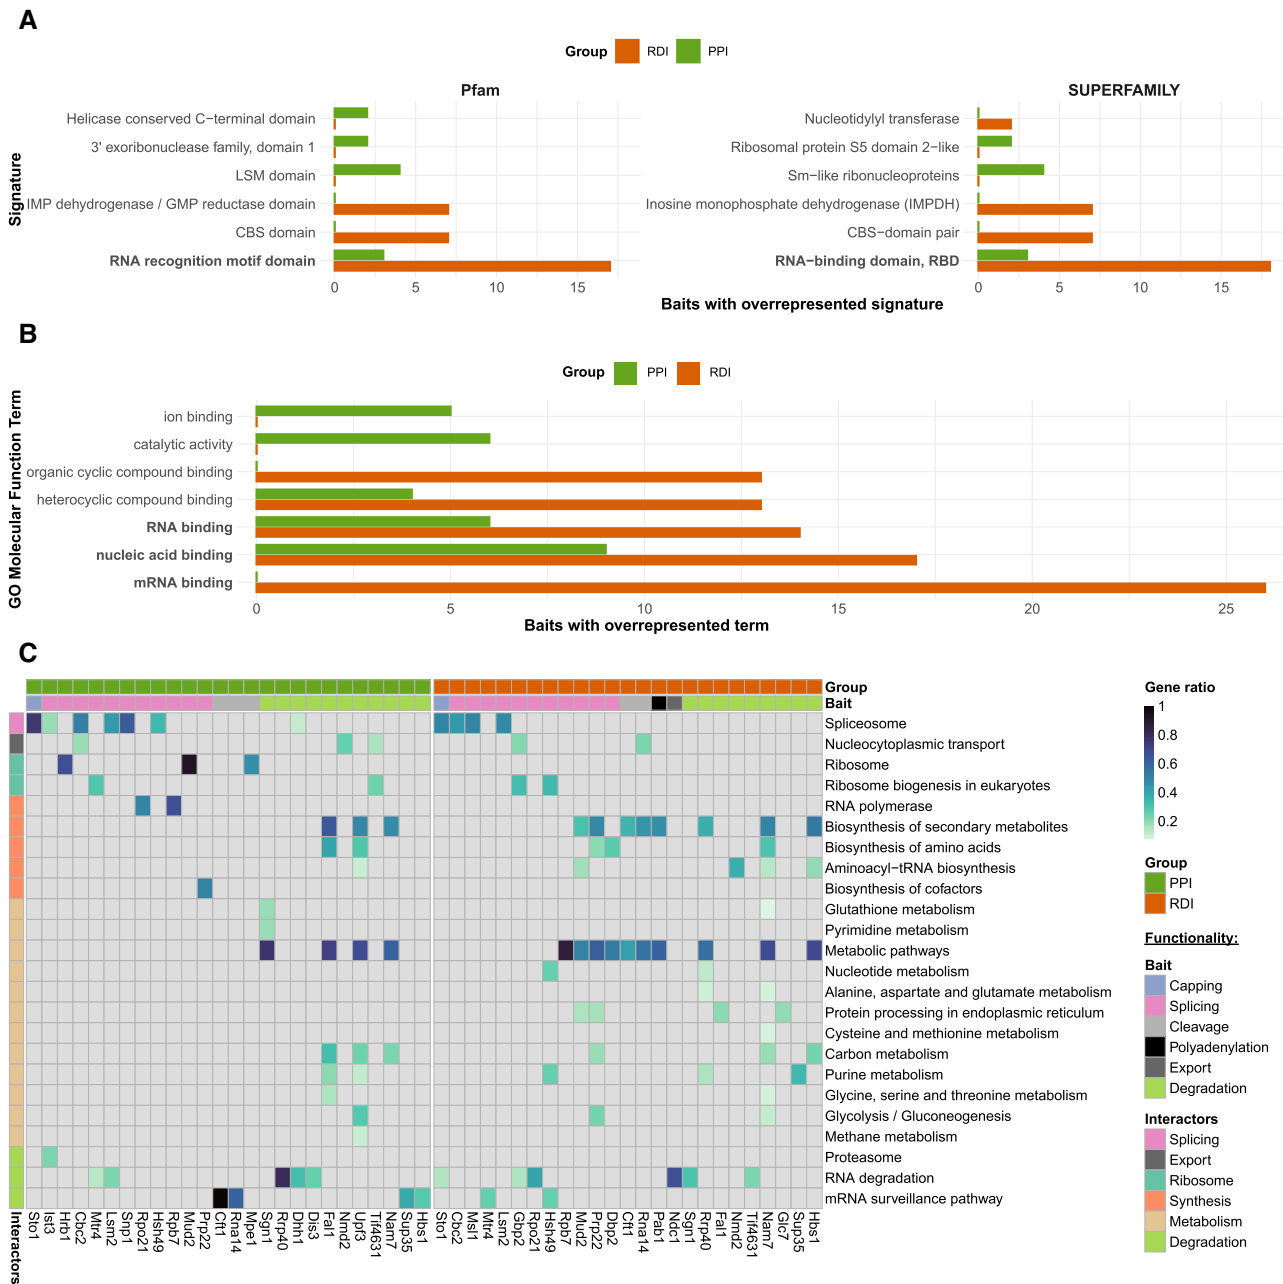 A
Group RDI PPI
Pfam
SUPERFAMILY
Signature
Helicase conserved C−terminal domain
3' exoribonuclease family, domain 1
LSM domain
IMP dehydrogenase / GMP reductase domain
CBS domain
RNA recognition motif domain
0 5 10 15
Nucleotidylyl transferase
Ribosomal protein S5 domain 2−like
Sm−like ribonucleoproteins
Inosine monophosphate dehydrogenase (IMPDH)
CBS−domain pair
RNA−binding domain, RBD
0 5 10 15
Baits with overrepresented signature
B
Group PPI RDI
GO Molecular Function Term
ion binding
catalytic activity
organic cyclic compound binding
heterocyclic compound binding
RNA binding
nucleic acid binding
mRNA binding
0 5 10 15 20 25
Baits with overrepresented term
C
Group
Bait
Spliceosome
Nucleocytoplasmic transport
Ribosome
Ribosome biogenesis in eukaryotes
RNA polymerase
Biosynthesis of secondary metabolites
Biosynthesis of amino acids
Aminoacyl−tRNA biosynthesis
Biosynthesis of cofactors
Glutathione metabolism
Pyrimidine metabolism
Metabolic pathways
Nucleotide metabolism
Alanine, aspartate and glutamate metabolism
Protein processing in endoplasmic reticulum
Cysteine and methionine metabolism
Carbon metabolism
Purine metabolism
Glycine, serine and threonine metabolism
Glycolysis / Gluconeogenesis
Methane metabolism
Proteasome
RNA degradation
mRNA surveillance pathway
Interactors
Sto1
Ist3
Hrb1
Cbc2
Mtr4
Lsm2
Snp1
Rpo21
Hsh49
Rpb7
Mud2
Prp22
Cft1
Rna14
Mpe1
Sgn1
Rrp40
Dhh1
Dis3
Fal1
Nmd2
Upf3
Tif4631
Nam7
Sup35
Hbs1
Sto1
Cbc2
Msl1
Mtr4
Lsm2
Gbp2
Rpo21
Hsh49
Rpb7
Mud2
Prp22
Dbp2
Cft1
Rna14
Pab1
Ndc1
Sgn1
Rrp40
Fal1
Nmd2
Tif4631
Nam7
Glc7
Sup35
Hbs1
Gene ratio
1
0.8
0.6
0.4
0.2
Group
PPI
RDI
Functionality:
Bait
Capping
Splicing
Cleavage
Polyadenylation
Export
Degradation
Interactors
Splicing
Export
Ribosome
Synthesis
Metabolism
Degradation